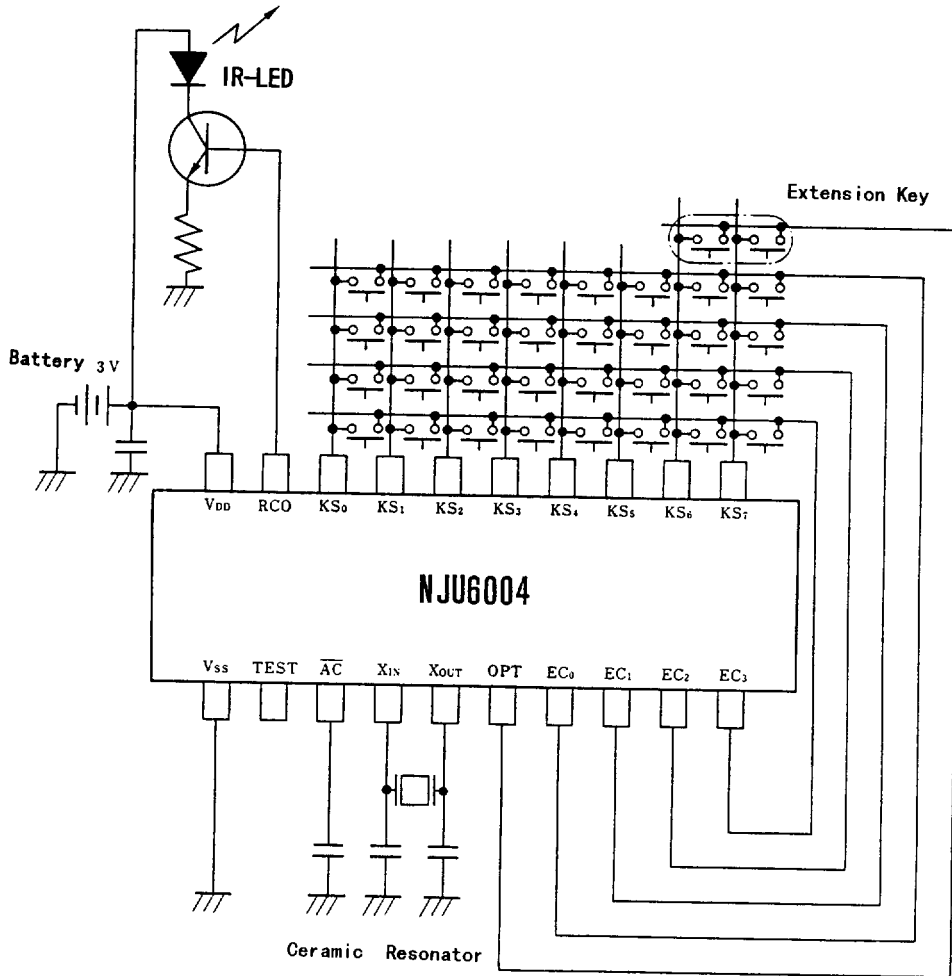 IR-LED
Extension Key
Battery 3V
VDD RCO KS0 KS1 KS2 KS3 KS4 KS5 KS6 KS7
NJU6004
VSS TEST AC XIN XOUT OPT EC0 EC1 EC2 EC3
Ceramic Resonator